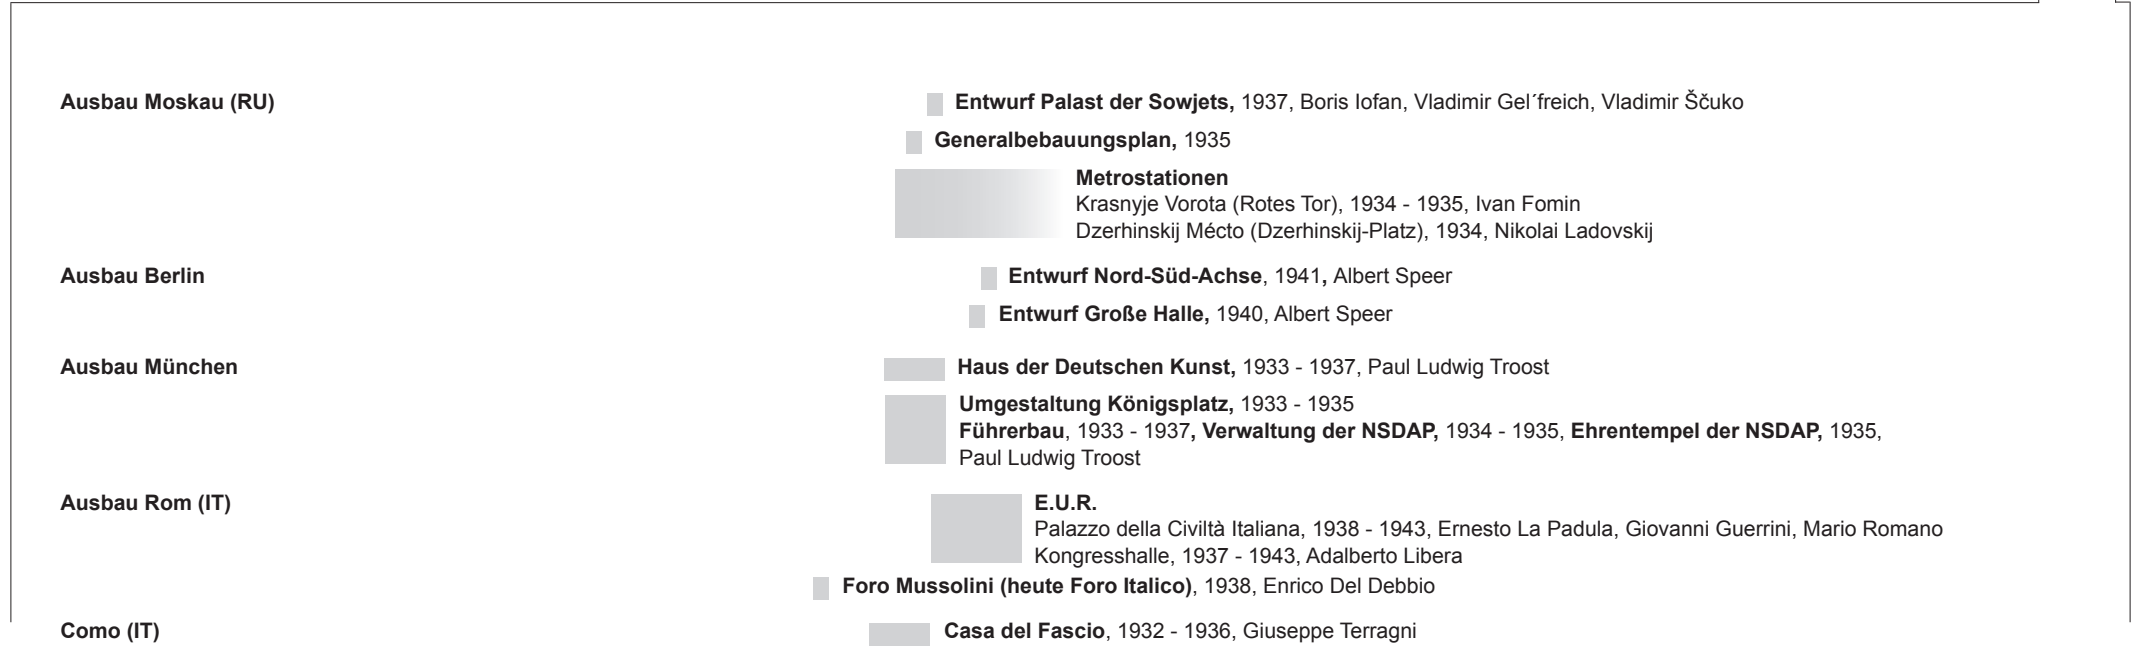 Ausbau Moskau (RU) Entwurf Palast der Sowjets, 1937, Boris Iofan, Vladimir Gel´freich, Vladimir Ščuko
Generalbebauungsplan, 1935
Metrostationen
Krasnyje Vorota (Rotes Tor), 1934 - 1935, Ivan Fomin
Dzerhinskij Mécto (Dzerhinskij-Platz), 1934, Nikolai Ladovskij
Ausbau Berlin Entwurf Nord-Süd-Achse, 1941, Albert Speer
Entwurf Große Halle, 1940, Albert Speer
Ausbau München Haus der Deutschen Kunst, 1933 - 1937, Paul Ludwig Troost
Umgestaltung Königsplatz, 1933 - 1935
Führerbau, 1933 - 1937, Verwaltung der NSDAP, 1934 - 1935, Ehrentempel der NSDAP, 1935,
Paul Ludwig Troost
Ausbau Rom (IT) E.U.R.
Palazzo della Civiltà Italiana, 1938 - 1943, Ernesto La Padula, Giovanni Guerrini, Mario Romano
Kongresshalle, 1937 - 1943, Adalberto Libera
Foro Mussolini (heute Foro Italico), 1938, Enrico Del Debbio
Como (IT) Casa del Fascio, 1932 - 1936, Giuseppe Terragni